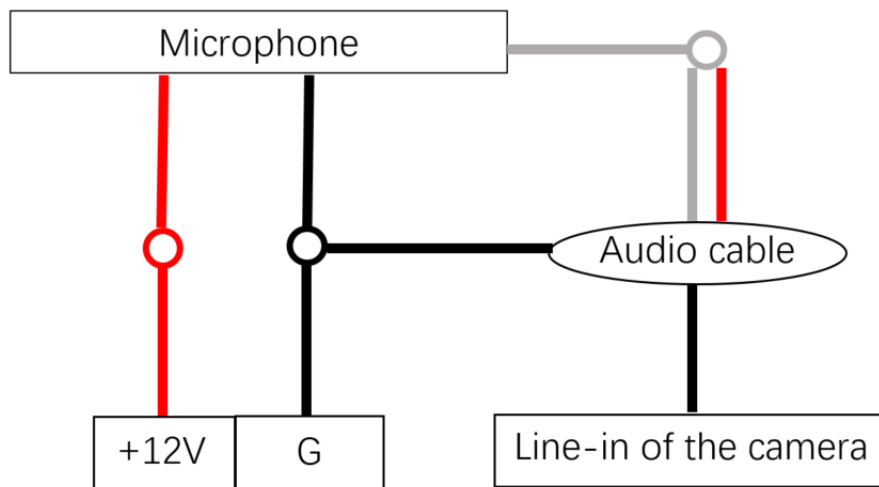 Microphone
Audio cable
+12V
G
Line-in of the camera